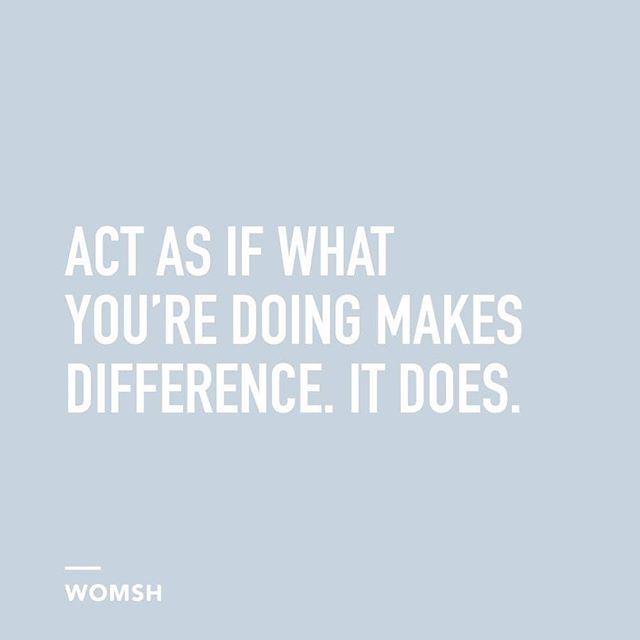 ACT AS IF WHAT
YOU'RE DOING MAKES
DIFFERENCE. IT DOES.
WOMSH